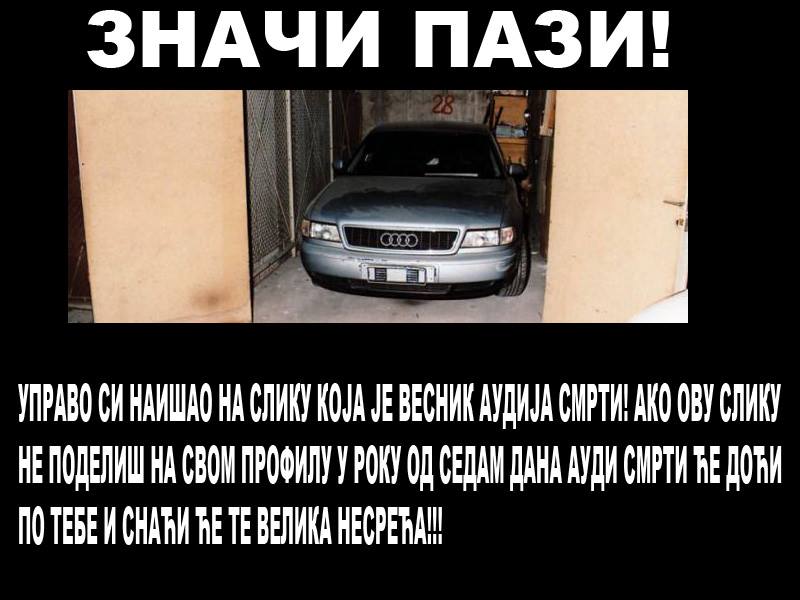 ЗНАЧИ ПАЗИ!
28
УПРАВО СИ НАИШАО НА СЛИКУ КОЈА ЈЕ ВЕСНИК АУДИЈА СМРТИ! АКО ОВУ СЛИКУ
НЕ ПОДЕЛИШ НА СВОМ ПРОФИЛУ У РОКУ ОД СЕДАМ ДАНА АУДИ СМРТИ ЋЕ ДОЋИ
ПО ТЕБЕ И СНАЋИ ЋЕ ТЕ ВЕЛИКА НЕСРЕЋА!!!